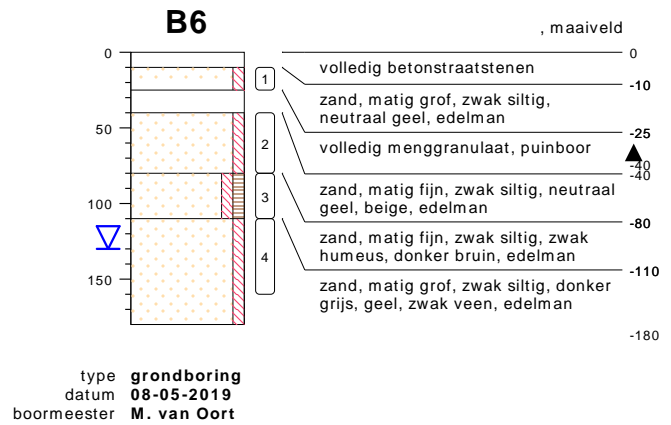 B6
, maaiveld
0
0
volledig betonstraatstenen
-10
1
zand, matig grof, zwak siltig,
neutraal geel, edelman
-25
50
2
volledig menggranulaat, puinboor
-40
-40
zand, matig fijn, zwak siltig, neutraal
geel, beige, edelman
-80
100
3
zand, matig fijn, zwak siltig, zwak
humeus, donker bruin, edelman
-110
150
4
zand, matig grof, zwak siltig, donker
grijs, geel, zwak veen, edelman
-180
type grondboring
datum 08-05-2019
boormeester M. van Oort